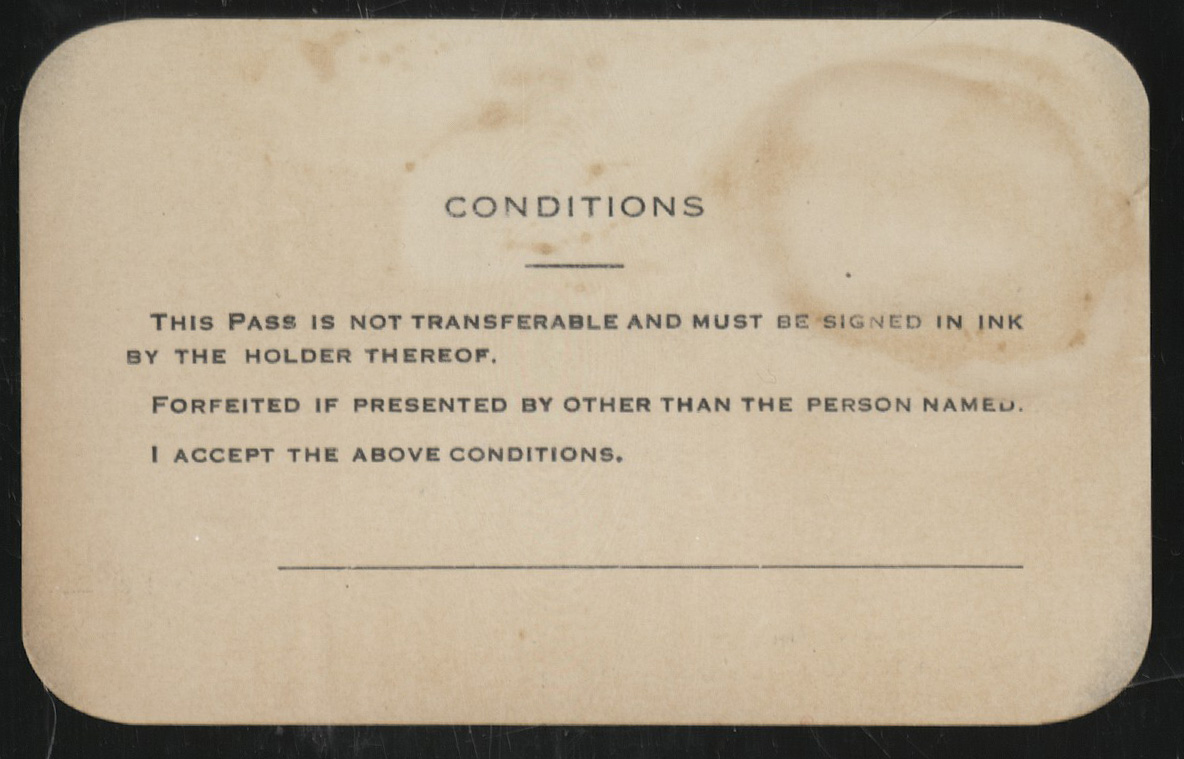 CONDITIONS
THIS PASS IS NOT TRANSFERABLE AND MUST BE SIGNED IN INK
BY THE HOLDER THEREOF.
FORFEITED IF PRESENTED BY OTHER THAN THE PERSON NAMED.
I ACCEPT THE ABOVE CONDITIONS.